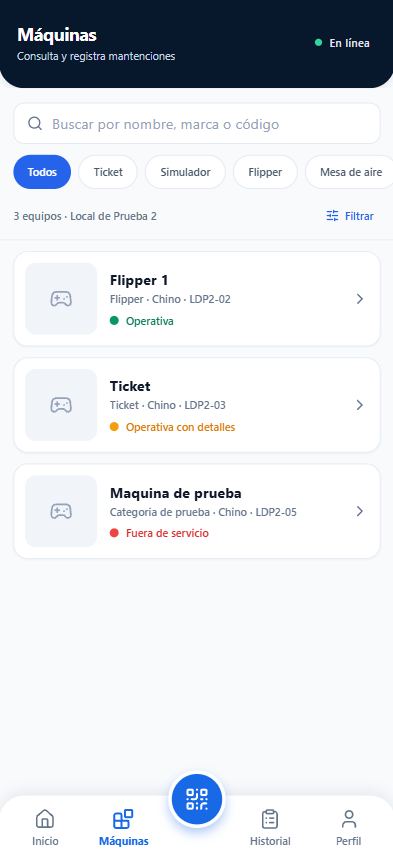 Máquinas
Consulta y registra mantenciones
En línea
Buscar por nombre, marca o código
Todos
Ticket
Simulador
Flipper
Mesa de aire
3 equipos · Local de Prueba 2
Filtrar
Flipper 1
Flipper · Chino · LDP2-02
Operativa
Ticket
Ticket · Chino · LDP2-03
Operativa con detalles
Maquina de prueba
Categoria de prueba · Chino · LDP2-05
Fuera de servicio
Inicio
Máquinas
Historial
Perfil